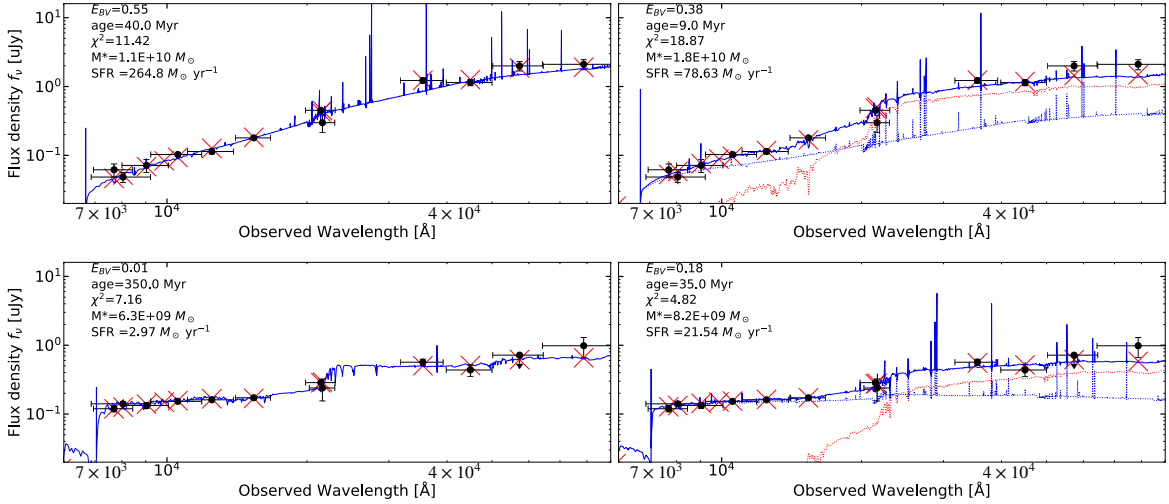 E_BV=0.55
age=40.0 Myr
χ²=11.42
M*=1.1E+10 M⊙
SFR =264.8 M⊙ yr⁻¹
10¹
10⁰
10⁻¹
Flux density fν [uJy]
7 × 10³
10⁴
4 × 10⁴
Observed Wavelength [Å]
E_BV=0.38
age=9.0 Myr
χ²=18.87
M*=1.8E+10 M⊙
SFR =78.63 M⊙ yr⁻¹
7 × 10³
10⁴
4 × 10⁴
Observed Wavelength [Å]
E_BV=0.01
age=350.0 Myr
χ²=7.16
M*=6.3E+09 M⊙
SFR =2.97 M⊙ yr⁻¹
10¹
10⁰
10⁻¹
Flux density fν [uJy]
7 × 10³
10⁴
4 × 10⁴
Observed Wavelength [Å]
E_BV=0.18
age=35.0 Myr
χ²=4.82
M*=8.2E+09 M⊙
SFR =21.54 M⊙ yr⁻¹
7 × 10³
10⁴
4 × 10⁴
Observed Wavelength [Å]